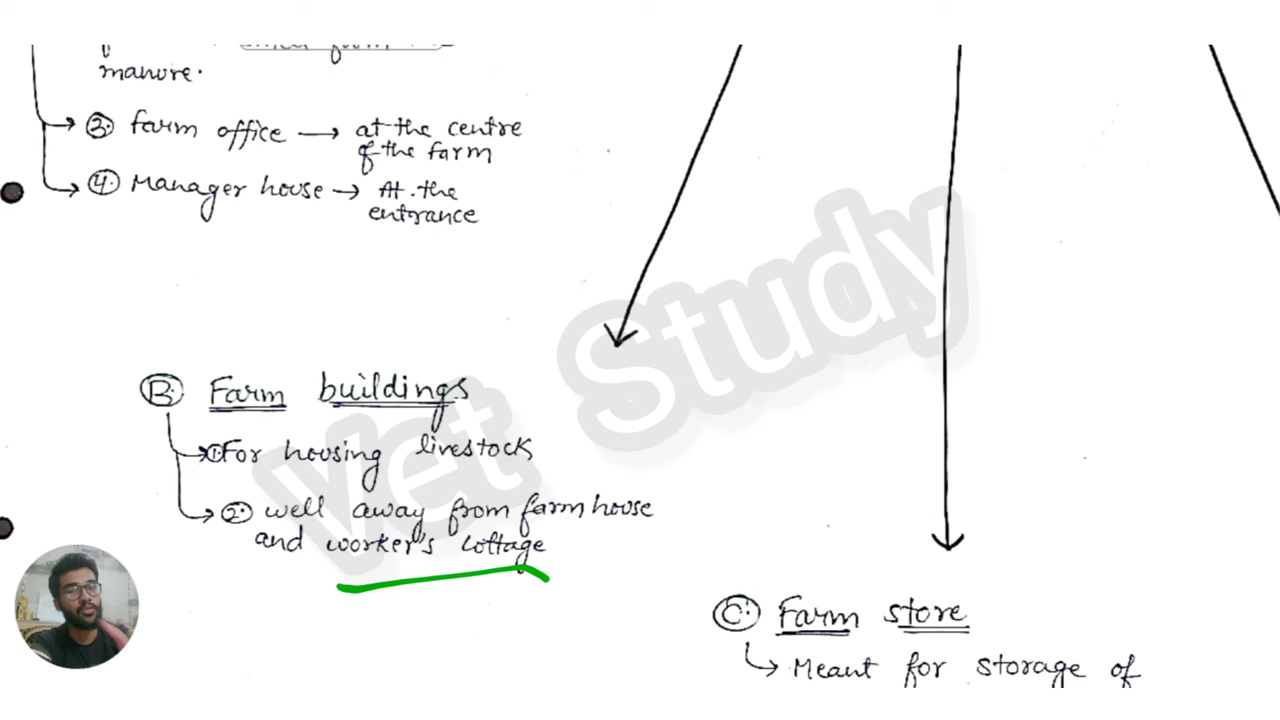 manure.
③ Farm office → at the centre
of the farm
④ Manager house → At the
entrance
Ⓑ Farm buildings
① For housing livestock
② well away from farm house
and worker's cottage
Ⓒ Farm store
↳ Meant for storage of
Vet Study